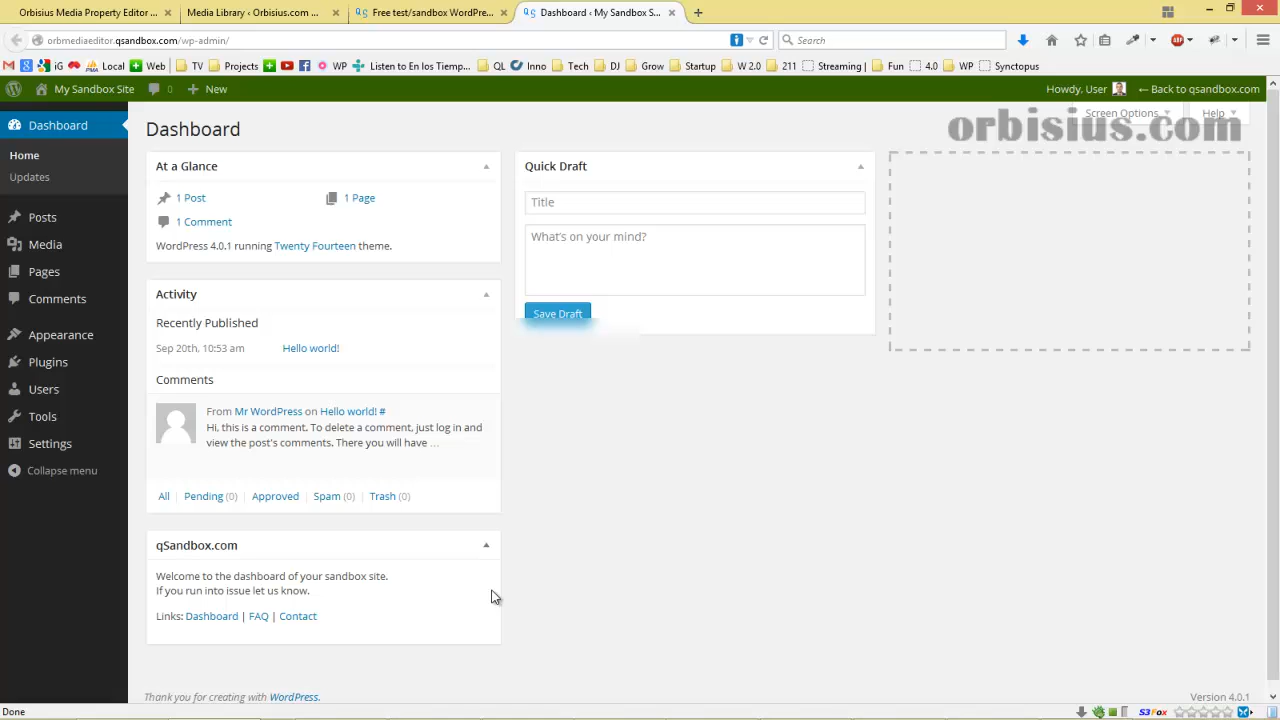 Orbisius Media Property Editor ...
Media Library ‹ Orbisius.com ...
Free test/sandbox WordPre...
Dashboard ‹ My Sandbox S...
orbmediaeditor.qsandbox.com/wp-admin/
Search
iG
Local
Web
TV
Projects
WP
Listen to En los Tiemp...
QL
Inno
Tech
DJ
Grow
Startup
W 2.0
211
Streaming
Fun
4.0
WP
Synctopus
My Sandbox Site
0
New
Howdy, User
← Back to qsandbox.com
Screen Options
Help
orbisius.com
Dashboard
Home
Updates
Posts
Media
Pages
Comments
Appearance
Plugins
Users
Tools
Settings
Collapse menu
Dashboard
At a Glance
1 Post
1 Page
1 Comment
WordPress 4.0.1 running Twenty Fourteen theme.
Activity
Recently Published
Sep 20th, 10:53 am
Hello world!
Comments
From Mr WordPress on Hello world! #
Hi, this is a comment. To delete a comment, just log in and
view the post's comments. There you will have ...
All | Pending (0) | Approved | Spam (0) | Trash (0)
qSandbox.com
Welcome to the dashboard of your sandbox site.
If you run into issue let us know.
Links: Dashboard | FAQ | Contact
Quick Draft
Title
What's on your mind?
Save Draft
Thank you for creating with WordPress.
Version 4.0.1
Done
S3Fox